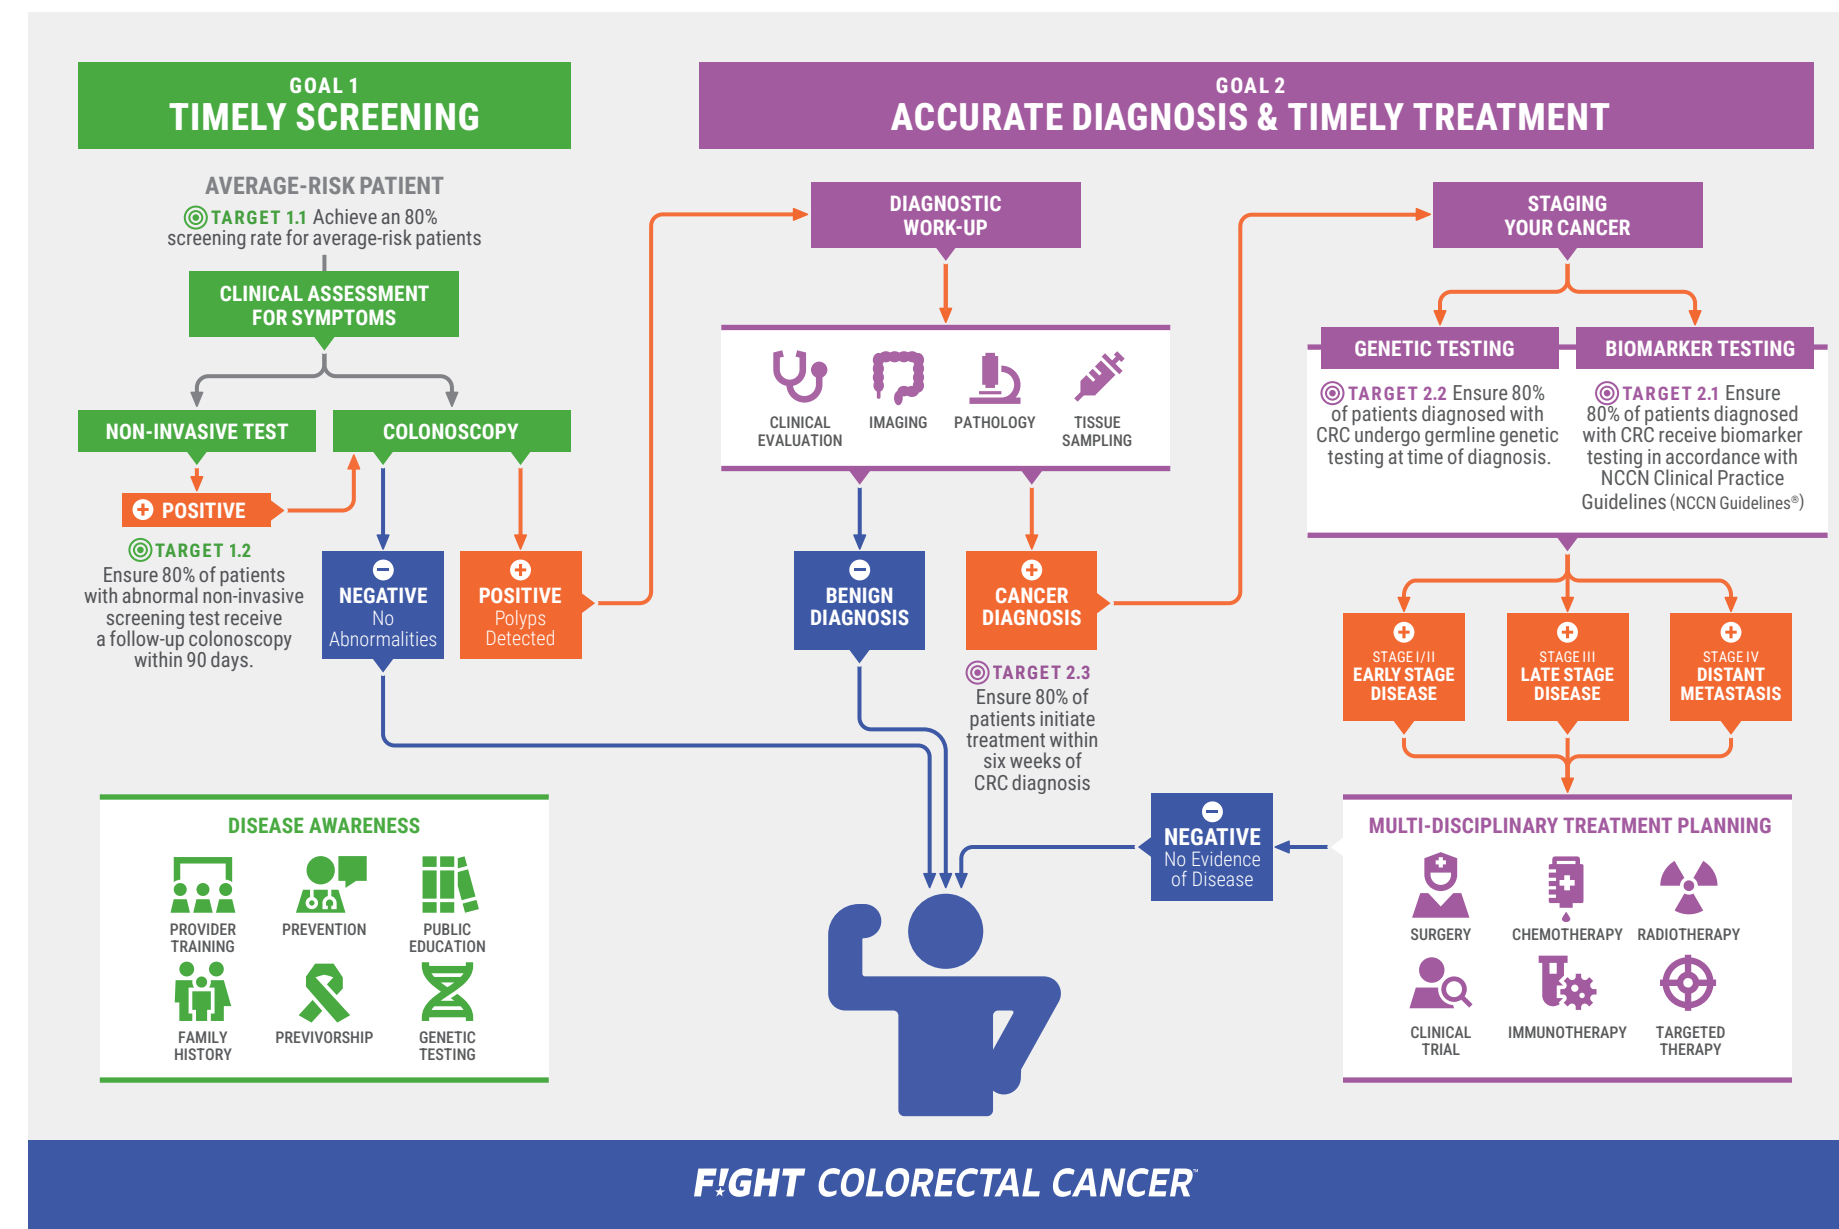 GOAL 1
TIMELY SCREENING
AVERAGE-RISK PATIENT
TARGET 1.1 Achieve an 80%
screening rate for average-risk patients
CLINICAL ASSESSMENT
FOR SYMPTOMS
NON-INVASIVE TEST
COLONOSCOPY
POSITIVE
TARGET 1.2
Ensure 80% of patients
with abnormal non-invasive
screening test receive
a follow-up colonoscopy
within 90 days.
NEGATIVE
No
Abnormalities
POSITIVE
Polyps
Detected
DISEASE AWARENESS
PROVIDER
TRAINING
PREVENTION
PUBLIC
EDUCATION
FAMILY
HISTORY
PREVIVORSHIP
GENETIC
TESTING
GOAL 2
ACCURATE DIAGNOSIS & TIMELY TREATMENT
DIAGNOSTIC
WORK-UP
CLINICAL
EVALUATION
IMAGING
PATHOLOGY
TISSUE
SAMPLING
BENIGN
DIAGNOSIS
CANCER
DIAGNOSIS
TARGET 2.3
Ensure 80% of
patients initiate
treatment within
six weeks of
CRC diagnosis
STAGING
YOUR CANCER
GENETIC TESTING
TARGET 2.2 Ensure 80%
of patients diagnosed with
CRC undergo germline genetic
testing at time of diagnosis.
BIOMARKER TESTING
TARGET 2.1 Ensure
80% of patients diagnosed
with CRC receive biomarker
testing in accordance with
NCCN Clinical Practice
Guidelines (NCCN Guidelines®)
STAGE I/II
EARLY STAGE
DISEASE
STAGE III
LATE STAGE
DISEASE
STAGE IV
DISTANT
METASTASIS
MULTI-DISCIPLINARY TREATMENT PLANNING
SURGERY
CHEMOTHERAPY
RADIOTHERAPY
CLINICAL
TRIAL
IMMUNOTHERAPY
TARGETED
THERAPY
NEGATIVE
No Evidence
of Disease
F!GHT COLORECTAL CANCER™